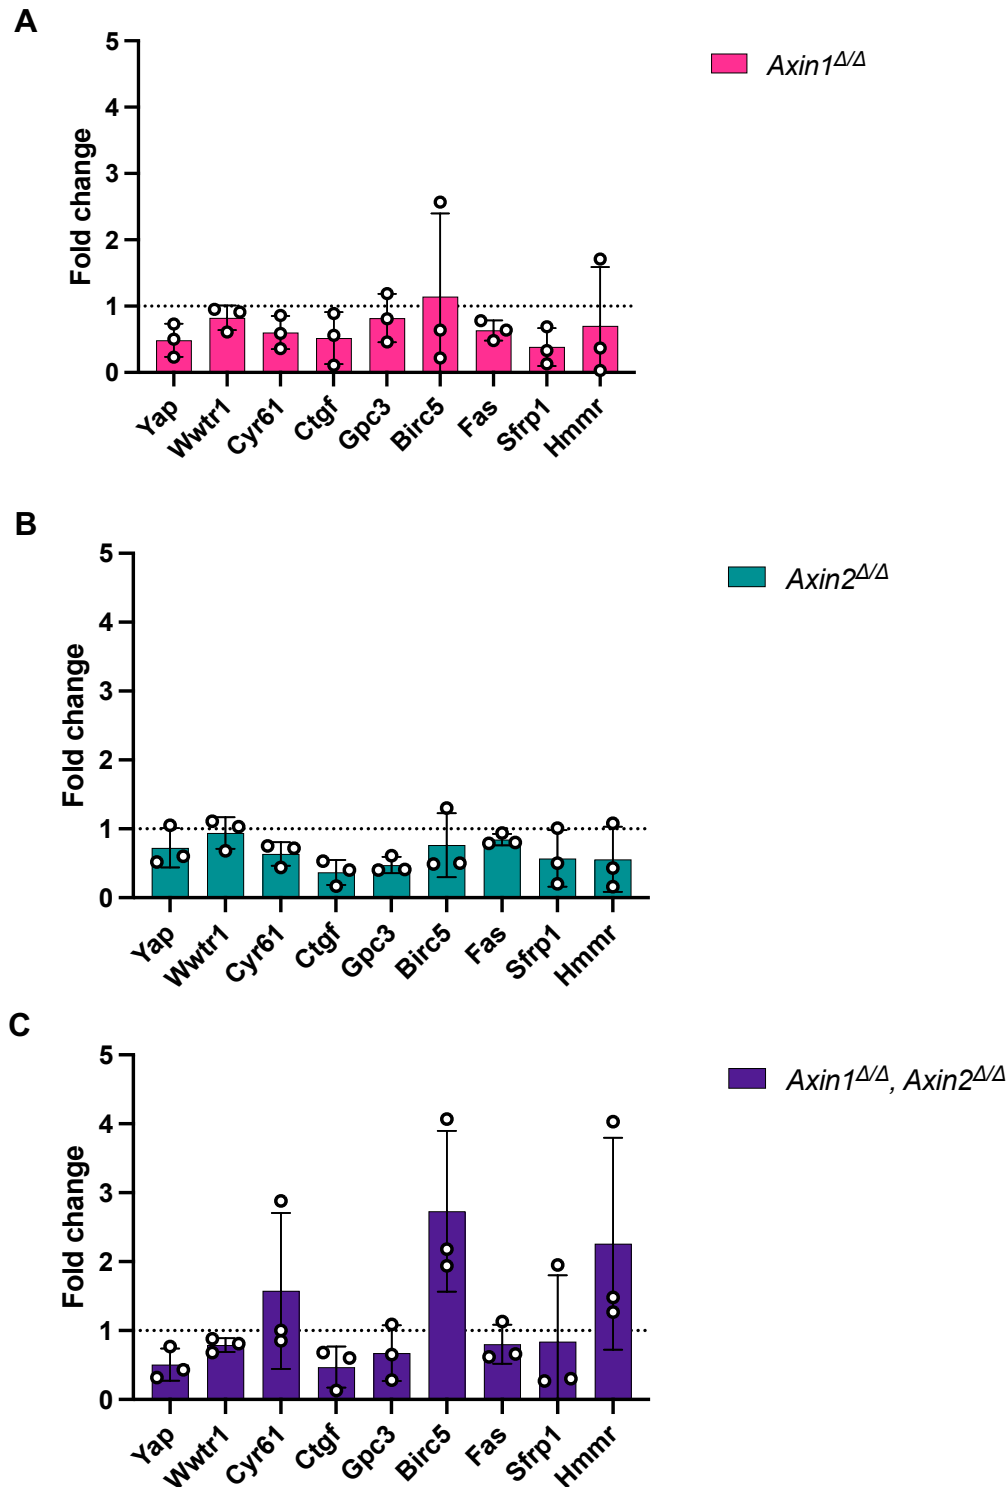 A
5
4
3
2
1
0
Fold change
Yap
Wwtr1
Cyr61
Ctgf
Gpc3
Birc5
Fas
Sfrp1
Hmmr
Axin1Δ/Δ
B
5
4
3
2
1
0
Fold change
Yap
Wwtr1
Cyr61
Ctgf
Gpc3
Birc5
Fas
Sfrp1
Hmmr
Axin2Δ/Δ
C
5
4
3
2
1
0
Fold change
Yap
Wwtr1
Cyr61
Ctgf
Gpc3
Birc5
Fas
Sfrp1
Hmmr
Axin1Δ/Δ, Axin2Δ/Δ